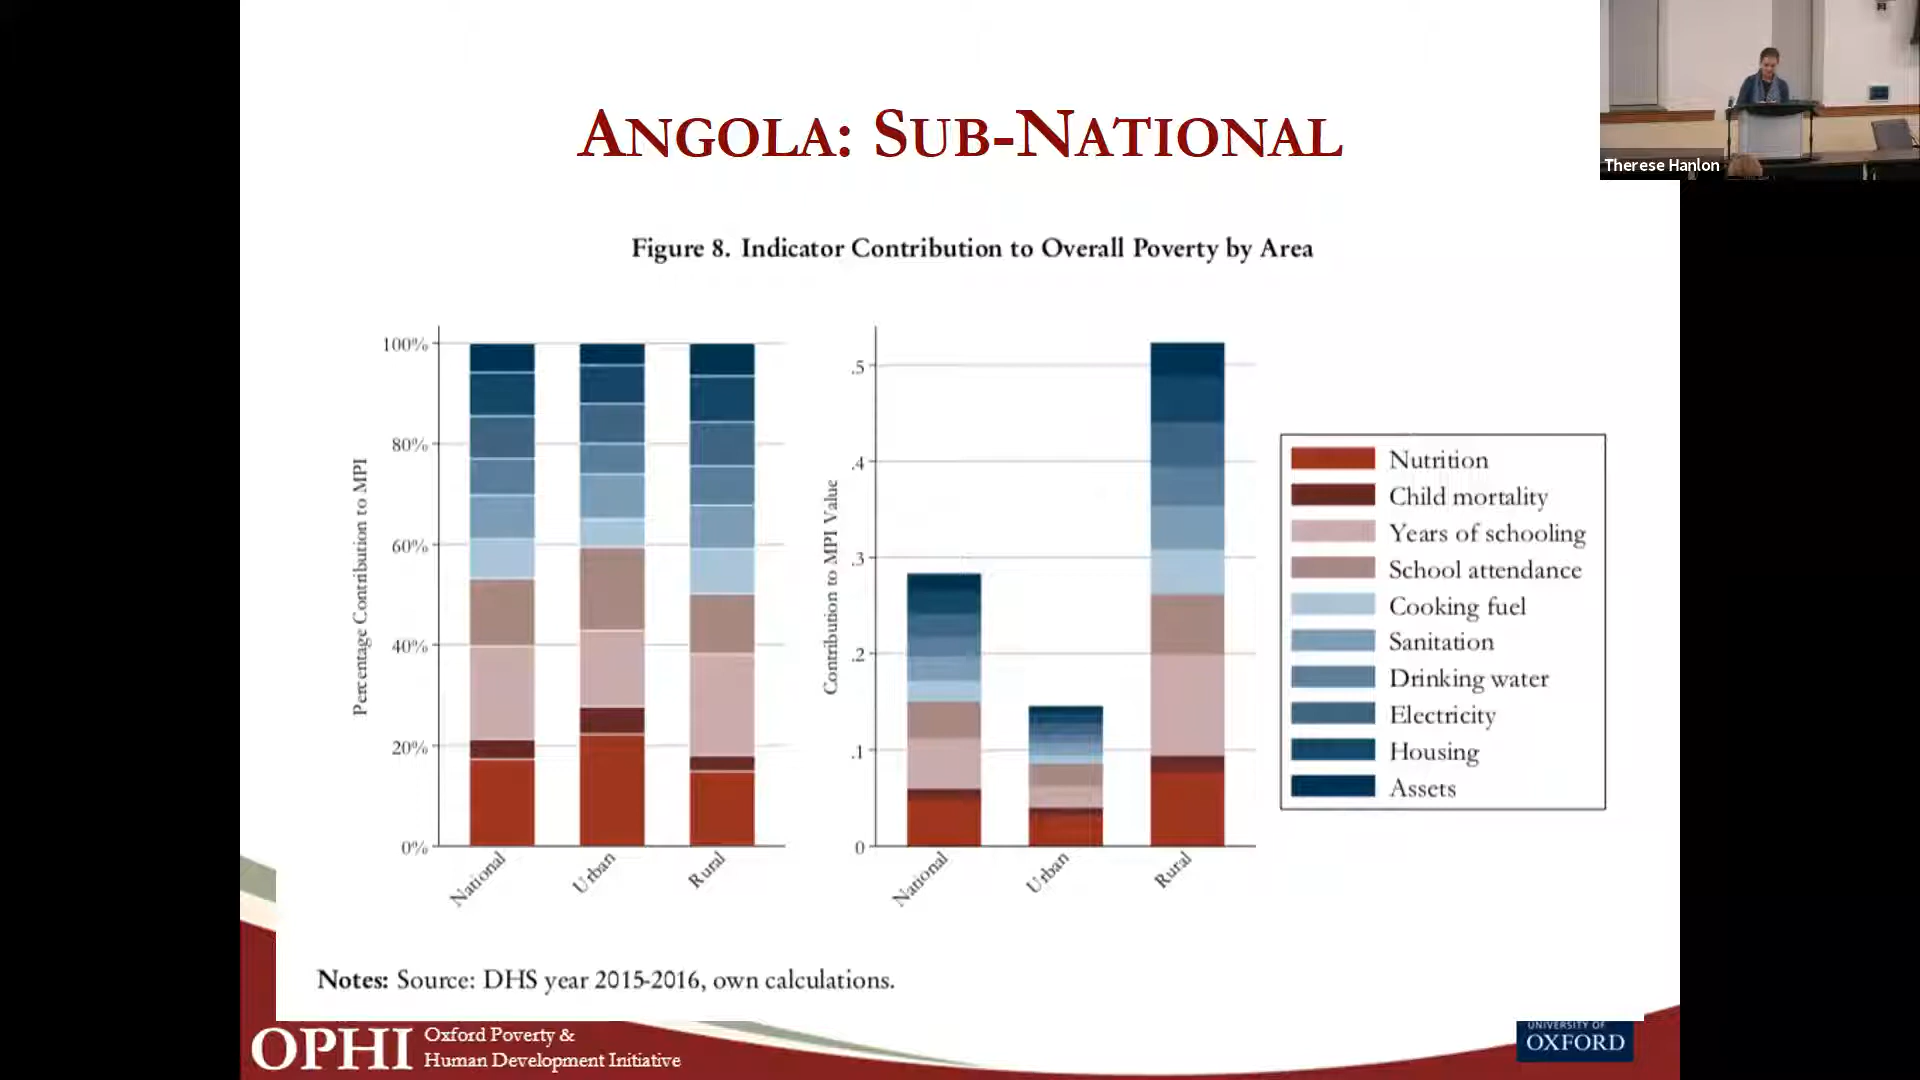 ANGOLA: SUB-NATIONAL
Therese Hanlon
Figure 8. Indicator Contribution to Overall Poverty by Area
Percentage Contribution to MPI
100%
80%
60%
40%
20%
0%
National
Urban
Rural
Contribution to MPI Value
.5
.4
.3
.2
.1
0
National
Urban
Rural
Nutrition
Child mortality
Years of schooling
School attendance
Cooking fuel
Sanitation
Drinking water
Electricity
Housing
Assets
Notes: Source: DHS year 2015-2016, own calculations.
OPHI
Oxford Poverty &
Human Development Initiative
UNIVERSITY OF
OXFORD